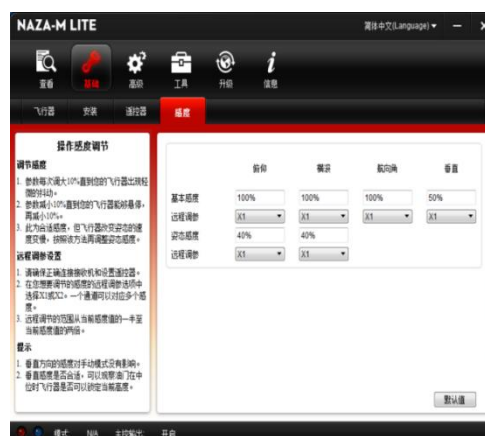 NAZA-M LITE
简体中文(Language)
查看
基础
高级
工具
升级
信息
飞行器
安装
遥控器
感度
操作感度调节
调节感度
1. 参数每次调大10%直到您的飞行器出现轻
微的抖动。
2. 参数减小10%直到您的飞行器能够悬停,
再减小10%。
3. 此为合适感度,但飞行器改变姿态的速
度变慢,按照该方法再调整姿态感度。
远程调参设置
1. 请确保正确连接接收机和设置遥控器。
2. 在您想要调节的感度的远程调参选项中
选择X1或X2。一个通道可以对应多个感
度。
3. 远程调节的范围从当前感度值的一半至
当前感度值的两倍。
提示
1. 垂直方向的感度对手动模式没有影响。
2. 垂直感度是否合适,可以观察油门在中
位时飞行器是否可以锁定当前高度。
俯仰 横滚 航向角 垂直
基本感度 100% 100% 100% 50%
远程调参 X1 X1 X1 X1
姿态感度 40% 40%
远程调参 X1 X1
默认值
模式: N/A 主控输出: 开启